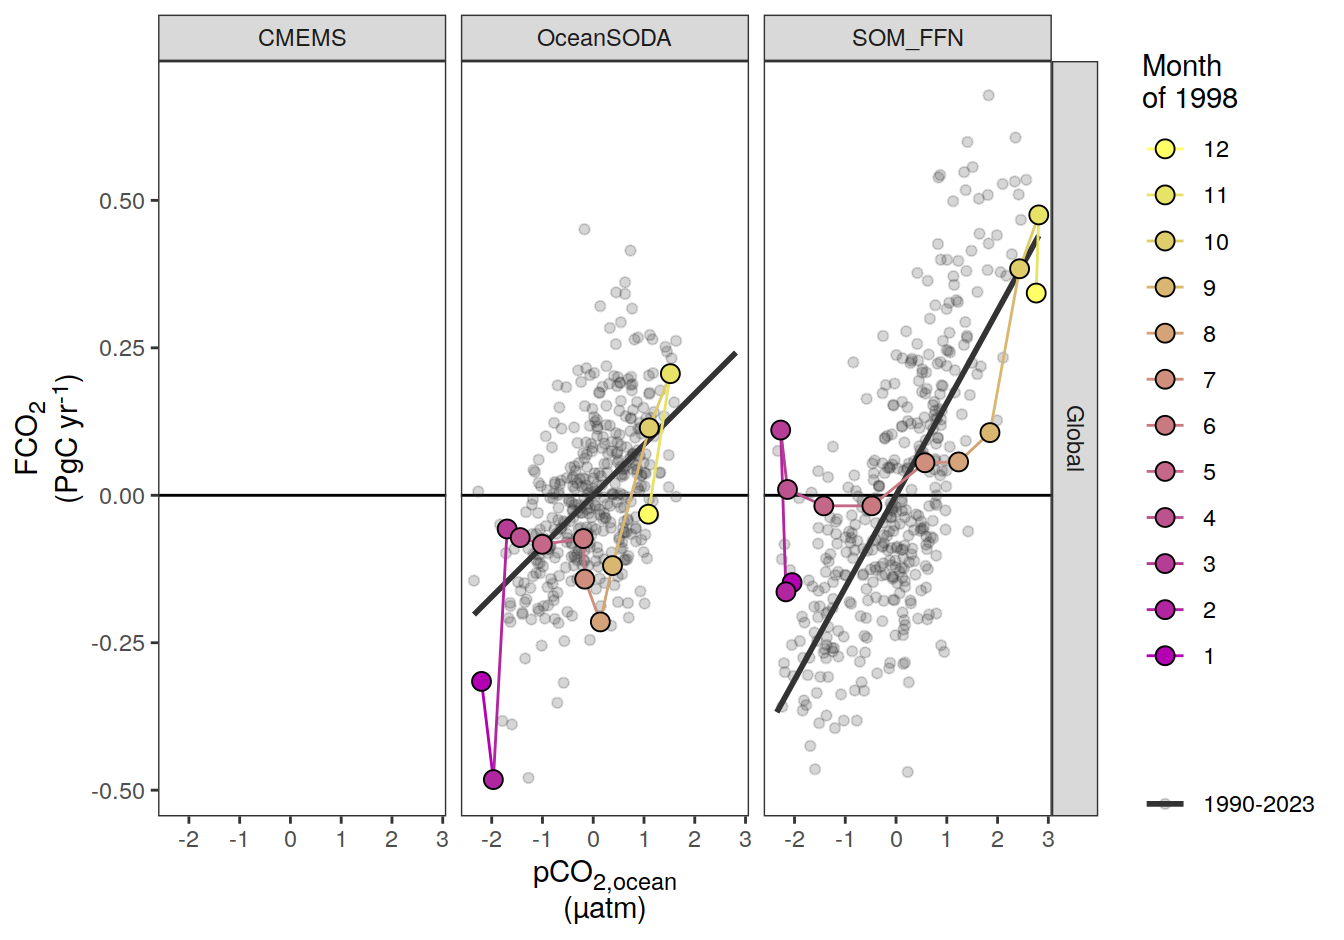 CMEMS
OceanSODA
SOM_FFN
Global
FCO₂
(PgC yr⁻¹)
0.50
0.25
0.00
-0.25
-0.50
-2 -1 0 1 2 3
-2 -1 0 1 2 3
-2 -1 0 1 2 3
pCO₂,ocean
(µatm)
Month
of 1998
12
11
10
9
8
7
6
5
4
3
2
1
1990-2023